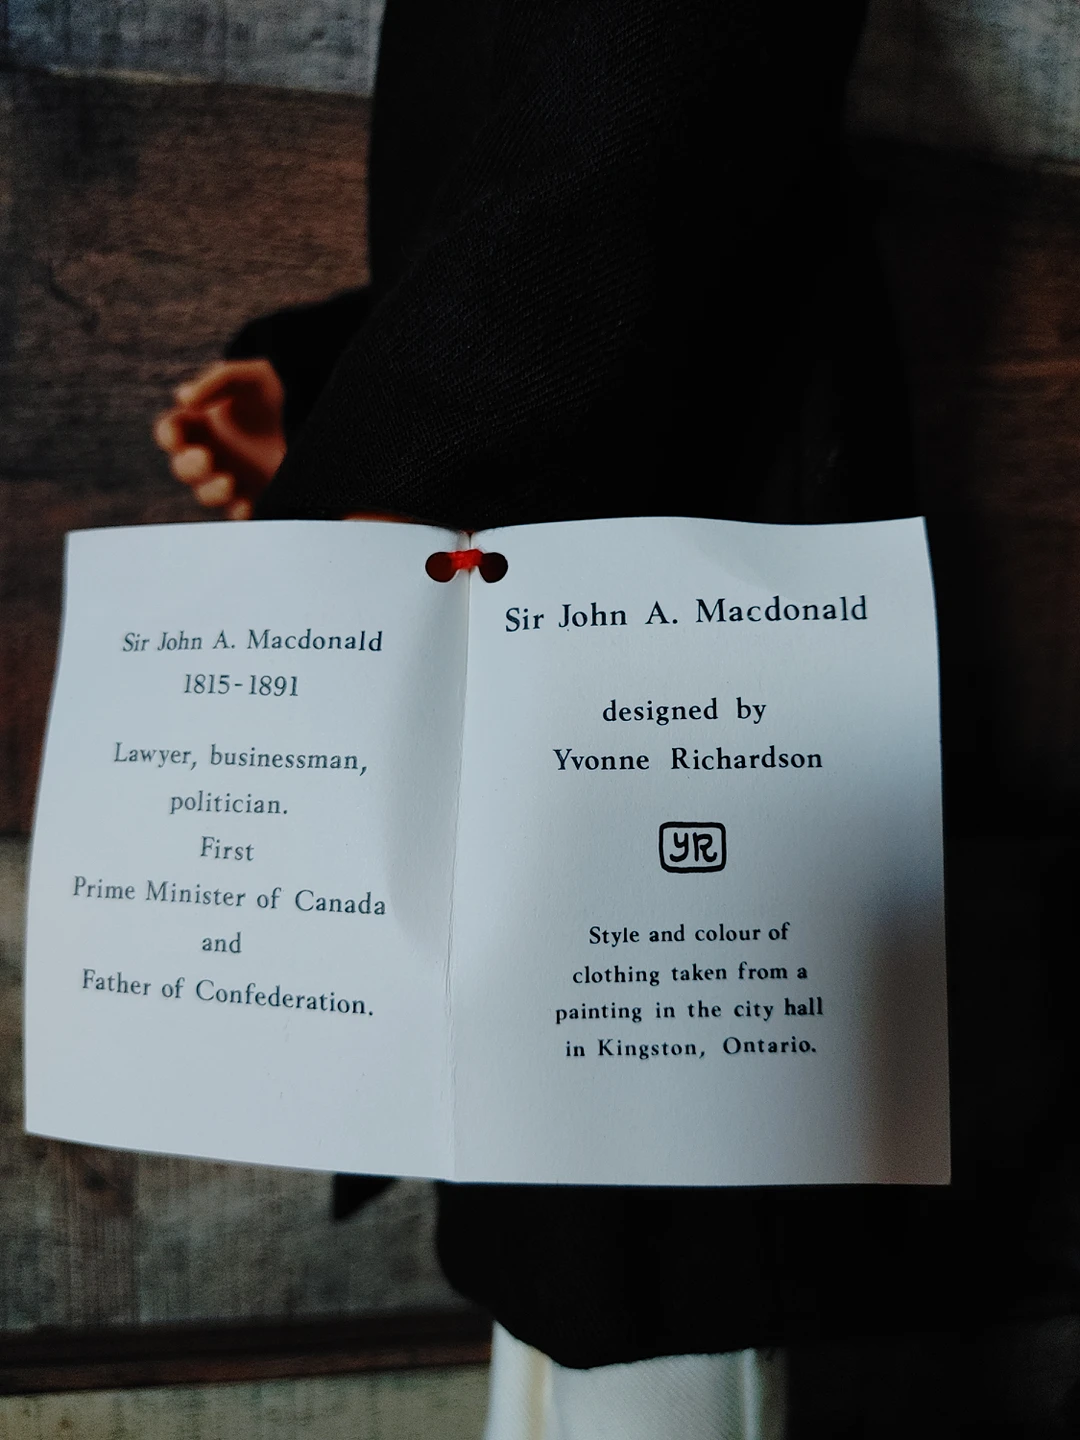 Sir John A. Macdonald
1815-1891
Lawyer, businessman,
politician.
First
Prime Minister of Canada
and
Father of Confederation.
Sir John A. Macdonald
designed by
Yvonne Richardson
YR
Style and colour of
clothing taken from a
painting in the city hall
in Kingston, Ontario.